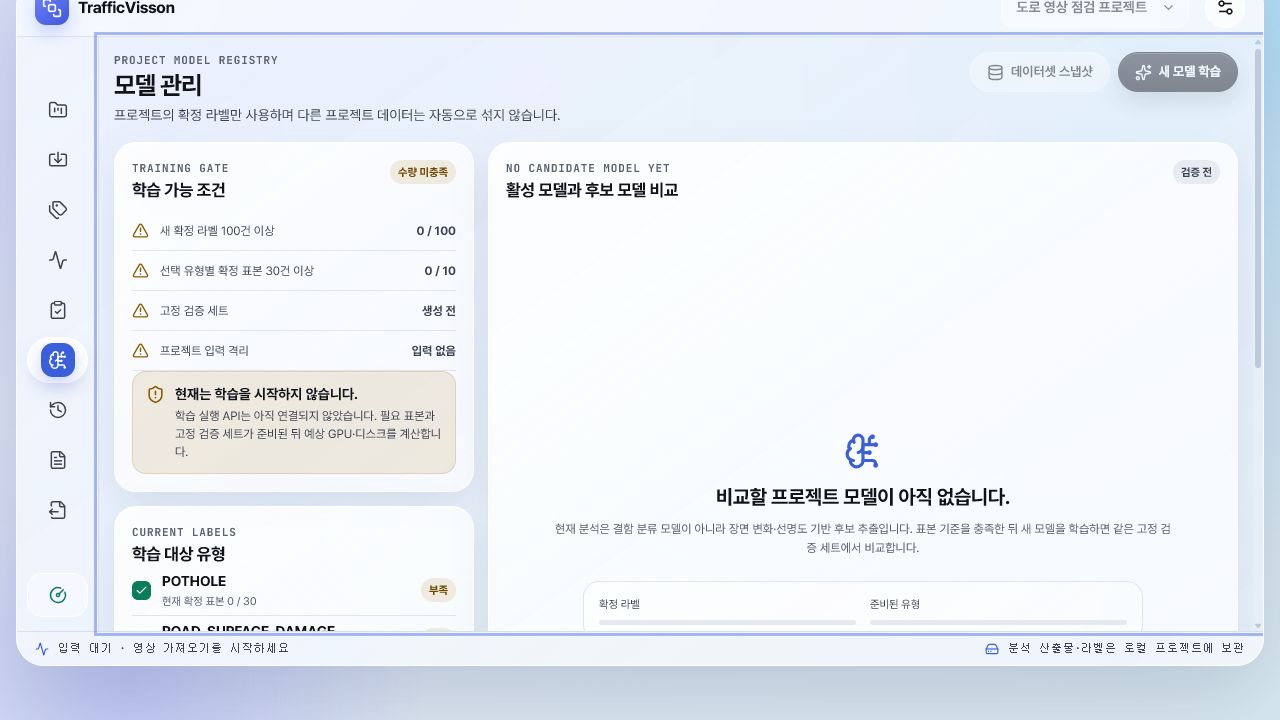 TrafficVisson
도로 영상 점검 프로젝트
PROJECT MODEL REGISTRY
모델 관리
프로젝트의 확정 라벨만 사용하며 다른 프로젝트 데이터는 자동으로 섞지 않습니다.
데이터셋 스냅샷
새 모델 학습
TRAINING GATE
학습 가능 조건
수량 미충족
새 확정 라벨 100건 이상
0 / 100
선택 유형별 확정 표본 30건 이상
0 / 10
고정 검증 세트
생성 전
프로젝트 입력 격리
입력 없음
현재는 학습을 시작하지 않습니다.
학습 실행 API는 아직 연결되지 않았습니다. 필요 표본과
고정 검증 세트가 준비된 뒤 예상 GPU·디스크를 계산합니
다.
CURRENT LABELS
학습 대상 유형
POTHOLE
현재 확정 표본 0 / 30
부족
ROAD_SURFACE_DAMAGE
NO CANDIDATE MODEL YET
활성 모델과 후보 모델 비교
검증 전
비교할 프로젝트 모델이 아직 없습니다.
현재 분석은 결함 분류 모델이 아니라 장면 변화·선명도 기반 후보 추출입니다. 표본 기준을 충족한 뒤 새 모델을 학습하면 같은 고정 검
증 세트에서 비교합니다.
확정 라벨
준비된 유형
입력 대기 · 영상 가져오기를 시작하세요
분석 산출물·라벨은 로컬 프로젝트에 보관